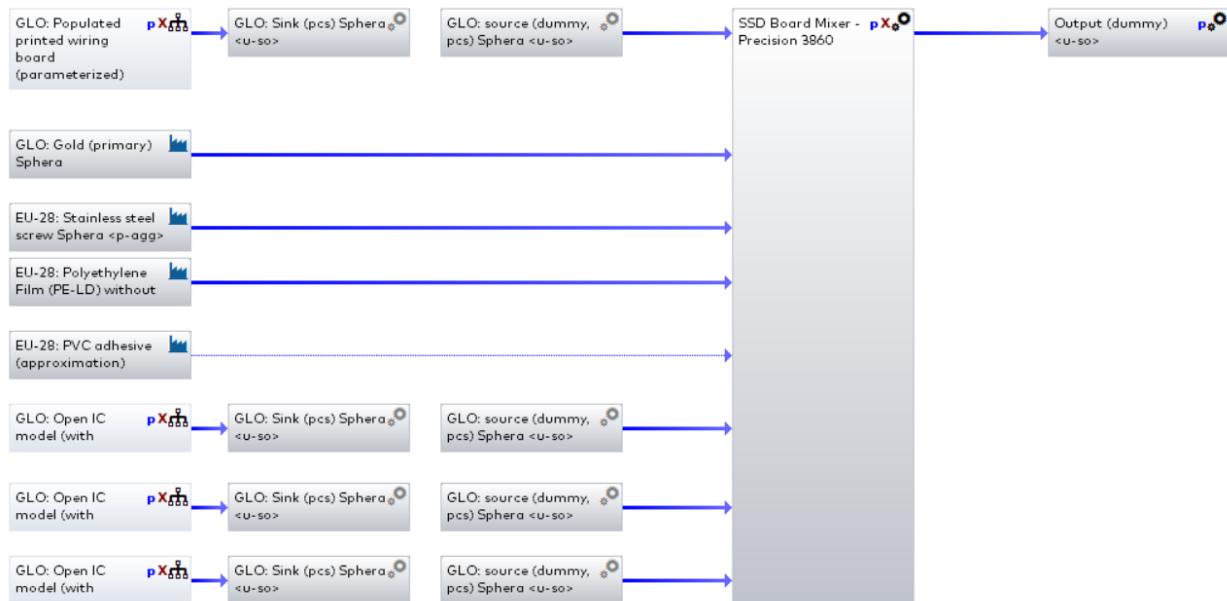 GLO: Populated
printed wiring
board
(parameterized)
pX
GLO: Sink (pcs) Sphera
<u-so>
GLO: source (dummy,
pcs) Sphera <u-so>
SSD Board Mixer -
Precision 3860
pX
Output (dummy)
<u-so>
p
GLO: Gold (primary)
Sphera
EU-28: Stainless steel
screw Sphera <p-agg>
EU-28: Polyethylene
Film (PE-LD) without
EU-28: PVC adhesive
(approximation)
GLO: Open IC
model (with
pX
GLO: Sink (pcs) Sphera
<u-so>
GLO: source (dummy,
pcs) Sphera <u-so>
GLO: Open IC
model (with
pX
GLO: Sink (pcs) Sphera
<u-so>
GLO: source (dummy,
pcs) Sphera <u-so>
GLO: Open IC
model (with
pX
GLO: Sink (pcs) Sphera
<u-so>
GLO: source (dummy,
pcs) Sphera <u-so>